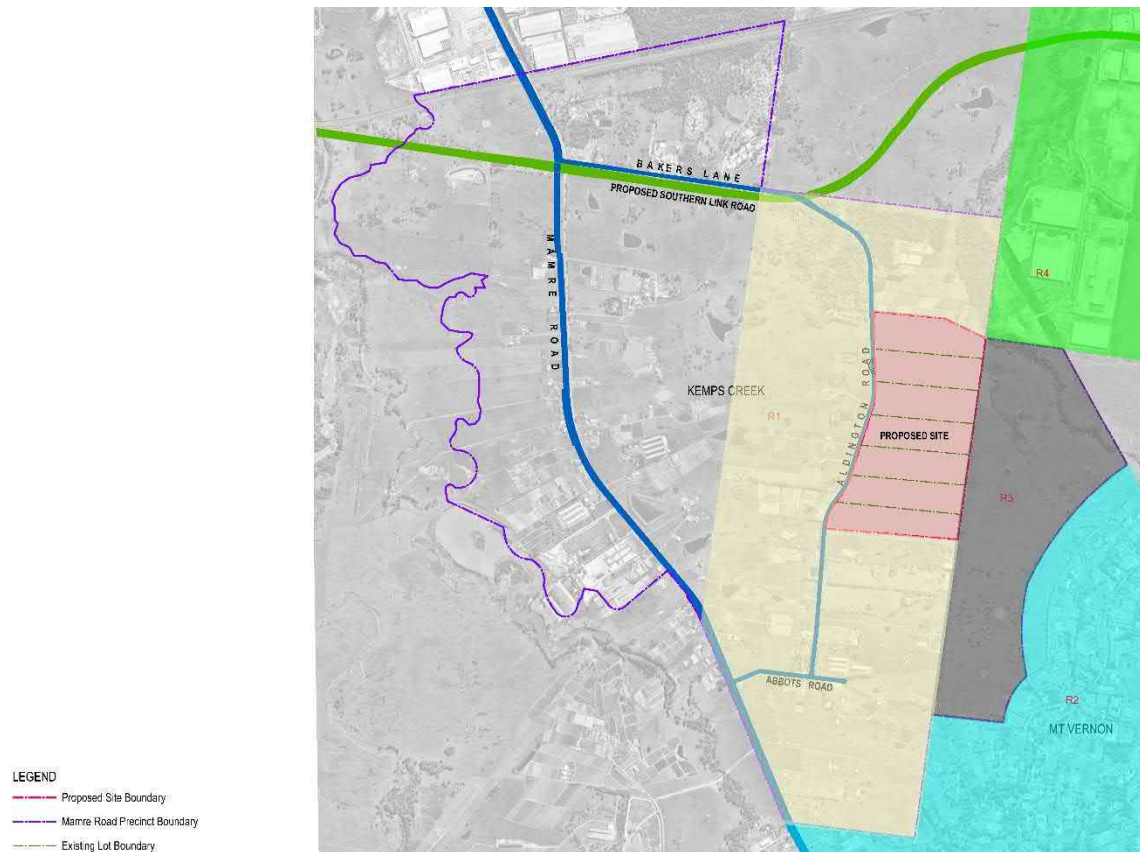 BAKERS LANE
PROPOSED SOUTHERN LINK ROAD
MAMRE ROAD
R4
ALDINGTON ROAD
KEMPS CREEK
R1
PROPOSED SITE
R3
ABBOTS ROAD
R2
MT VERNON
LEGEND
Proposed Site Boundary
Mamre Road Precinct Boundary
Existing Lot Boundary